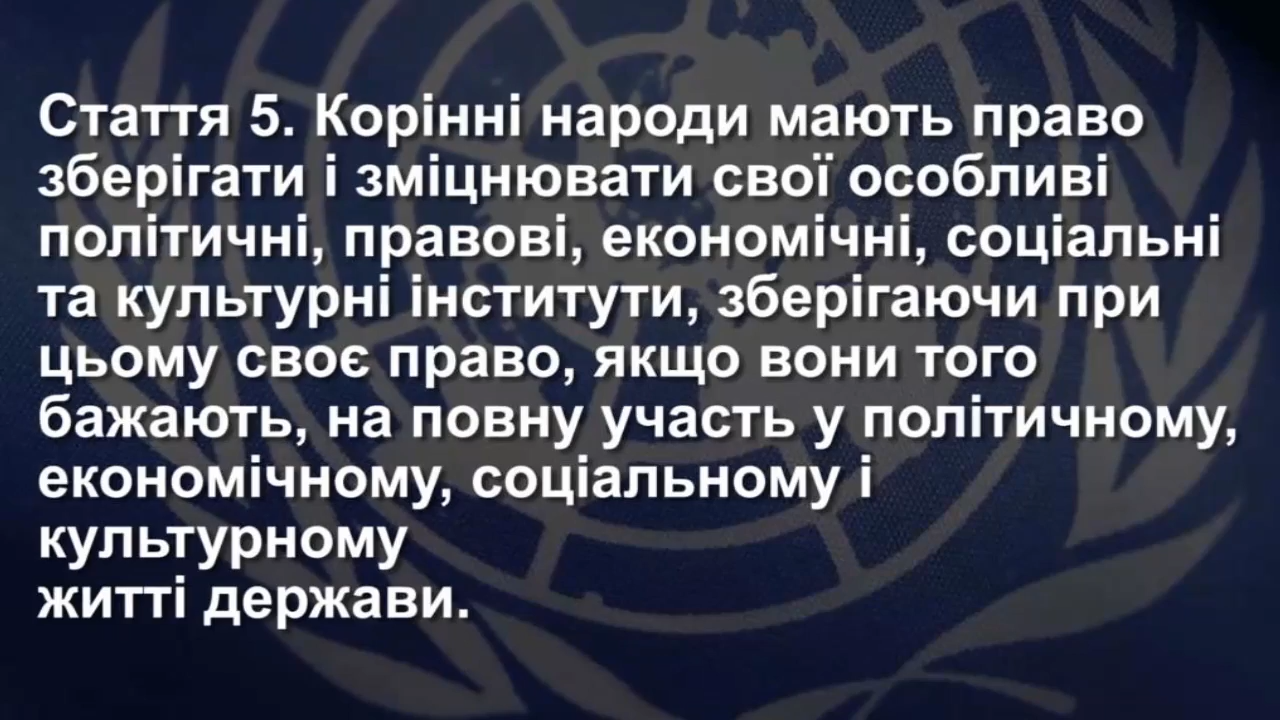 Стаття 5. Корінні народи мають право
зберігати і зміцнювати свої особливі
політичні, правові, економічні, соціальні
та культурні інститути, зберігаючи при
цьому своє право, якщо вони того
бажають, на повну участь у політичному,
економічному, соціальному і
культурному
житті держави.